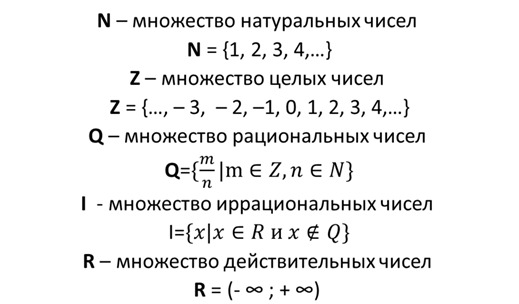 N – множество натуральных чисел
N = {1, 2, 3, 4,…}
Z – множество целых чисел
Z = {…, – 3,  – 2, –1, 0, 1, 2, 3, 4,…}
Q – множество рациональных чисел
Q={m/n |m ∈ Z, n ∈ N}
I  - множество иррациональных чисел
I={x|x ∈ R и x ∉ Q}
R – множество действительных чисел
R = (- ∞ ; + ∞)